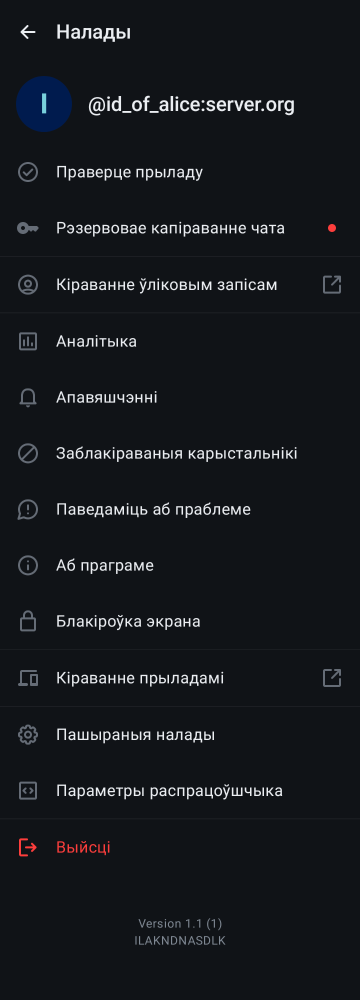 Налады
I
@id_of_alice:server.org
Праверце прыладу
Рэзервовае капіраванне чата
Кіраванне ўліковым запісам
Аналітыка
Апавяшчэнні
Заблакіраваныя карыстальнікі
Паведаміць аб праблеме
Аб праграме
Блакіроўка экрана
Кіраванне прыладамі
Пашыраныя налады
Параметры распрацоўшчыка
Выйсці
Version 1.1 (1)
ILAKNDNASDLK